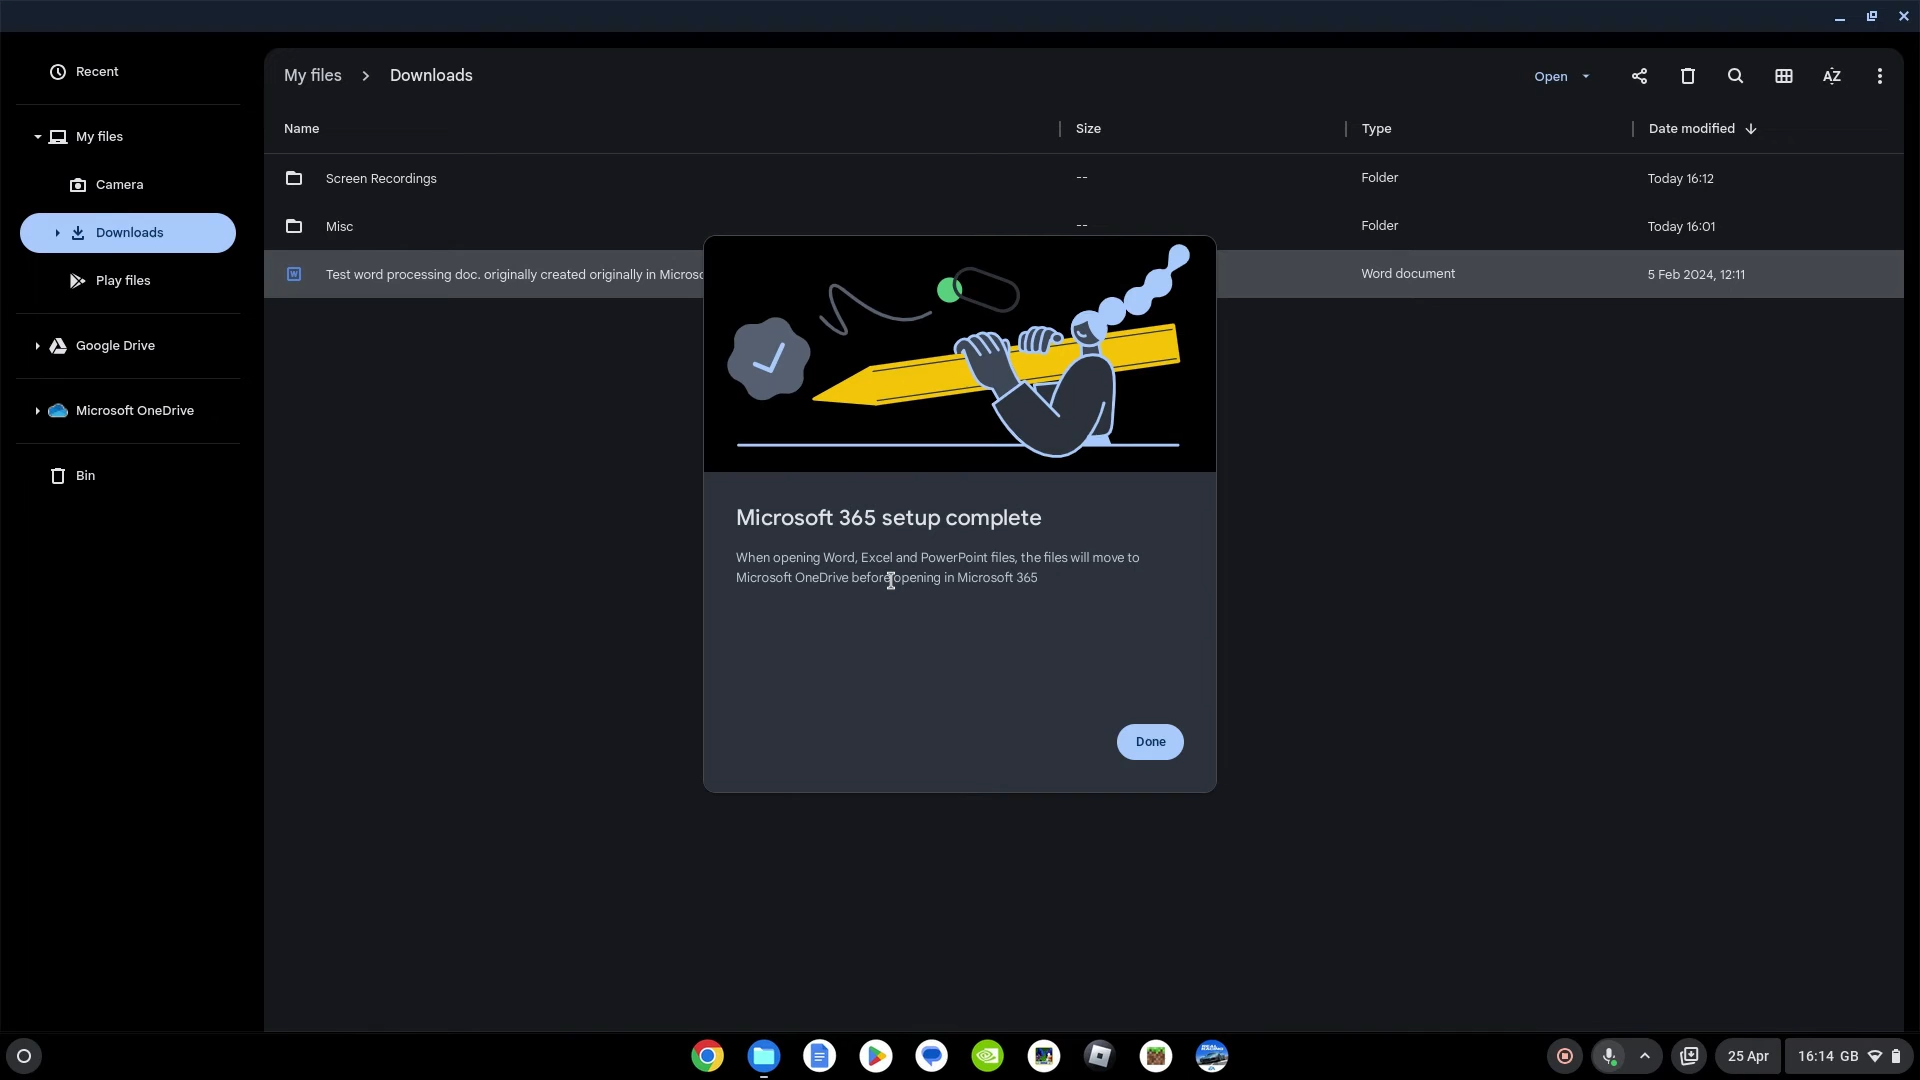 Recent
My files
Camera
Downloads
Play files
Google Drive
Microsoft OneDrive
Bin
My files > Downloads
Open
AZ
Name
Size
Type
Date modified
Screen Recordings
--
Folder
Today 16:12
Misc
--
Folder
Today 16:01
W
Test word processing doc. originally created originally in Microso
Word document
5 Feb 2024, 12:11
Microsoft 365 setup complete
When opening Word, Excel and PowerPoint files, the files will move to
Microsoft OneDrive before opening in Microsoft 365
Done
25 Apr
16:14 GB